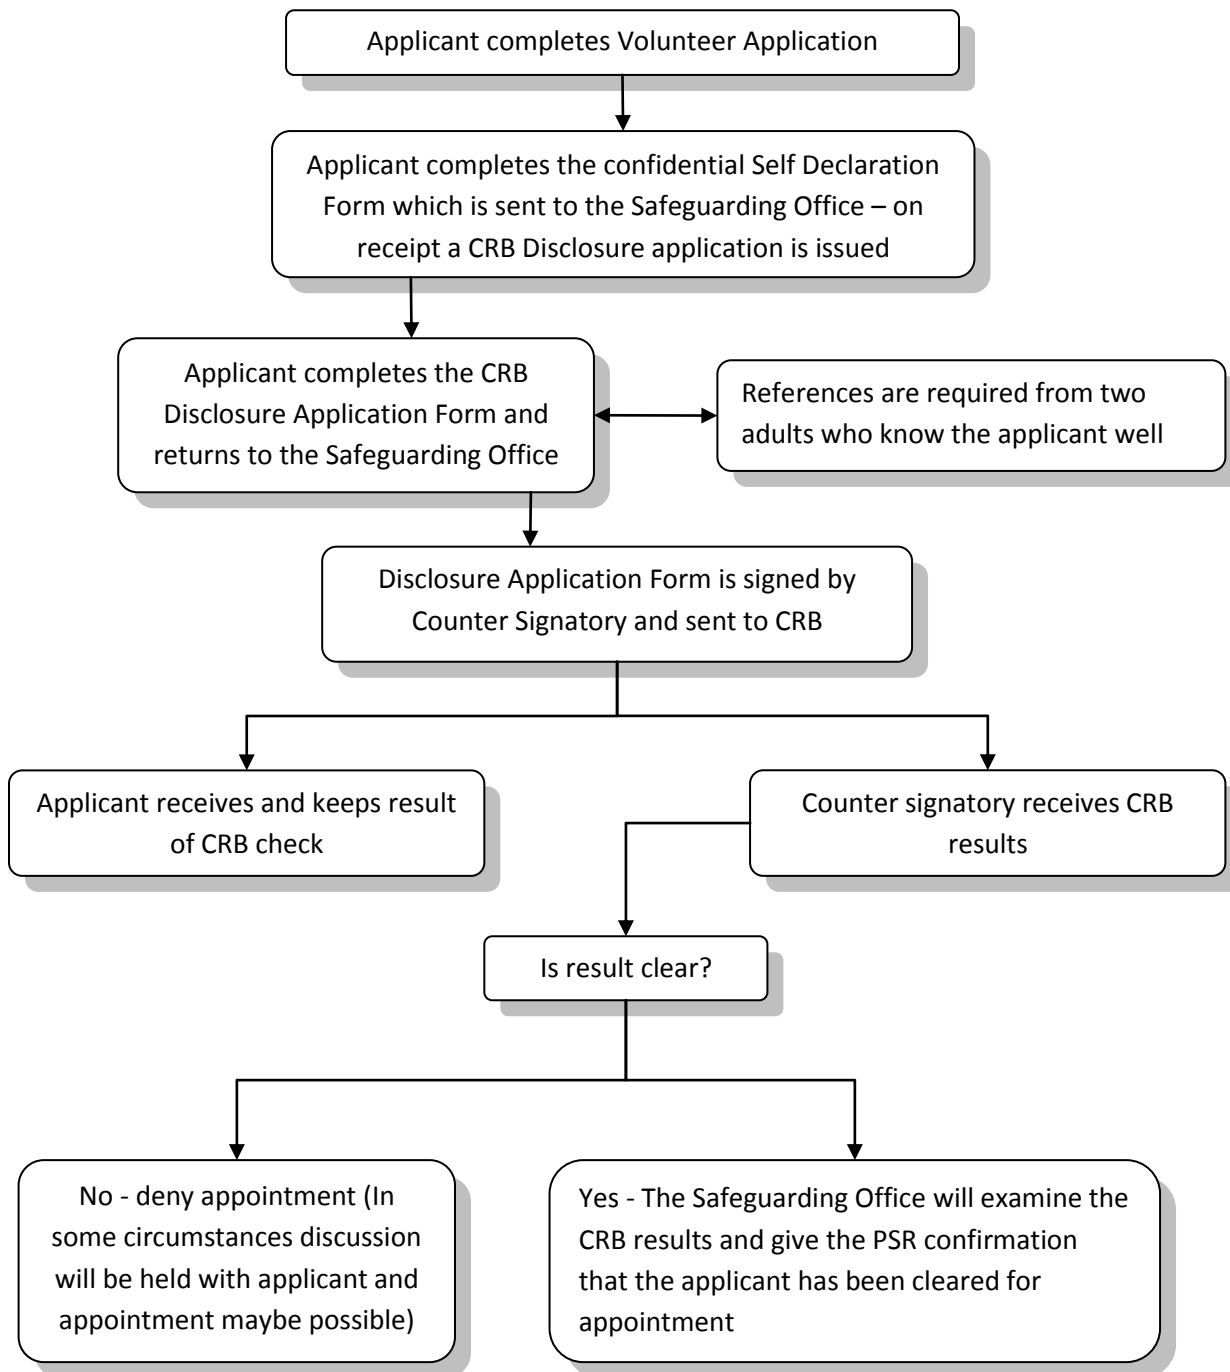 Applicant completes Volunteer Application
Applicant completes the confidential Self Declaration
Form which is sent to the Safeguarding Office – on
receipt a CRB Disclosure application is issued
Applicant completes the CRB
Disclosure Application Form and
returns to the Safeguarding Office
References are required from two
adults who know the applicant well
Disclosure Application Form is signed by
Counter Signatory and sent to CRB
Applicant receives and keeps result
of CRB check
Counter signatory receives CRB
results
Is result clear?
No - deny appointment (In
some circumstances discussion
will be held with applicant and
appointment maybe possible)
Yes - The Safeguarding Office will examine the
CRB results and give the PSR confirmation
that the applicant has been cleared for
appointment